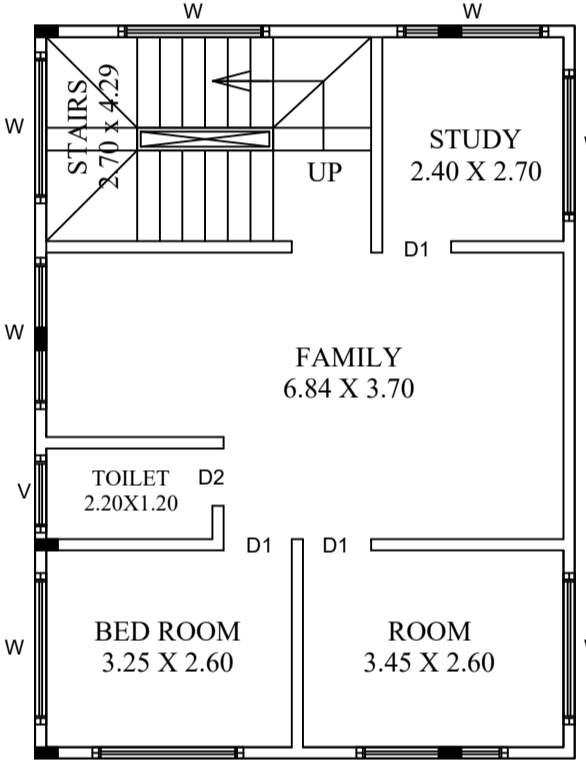 W
W
STAIRS
2.70 x 4.29
W
STUDY
2.40 X 2.70
UP
D1
W
FAMILY
6.84 X 3.70
TOILET
2.20X1.20
D2
V
D1
D1
BED ROOM
3.25 X 2.60
ROOM
3.45 X 2.60
W